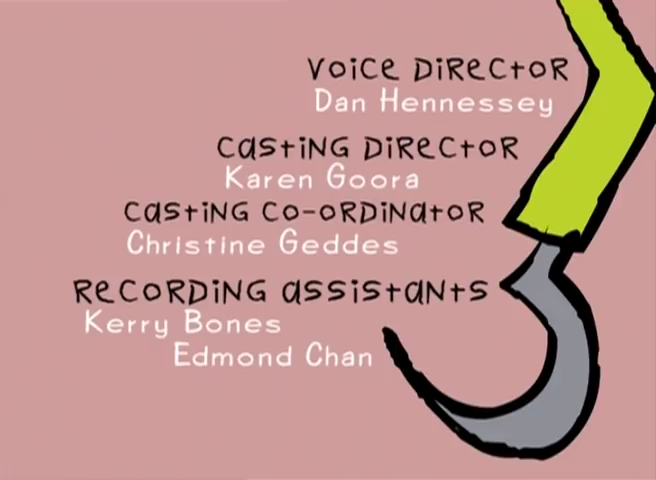 Voice Director
Dan Hennessey
Casting Director
Karen Goora
Casting Co-ordinator
Christine Geddes
Recording Assistants
Kerry Bones
Edmond Chan